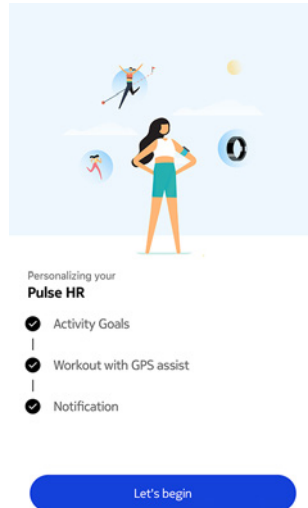 Personalizing your
Pulse HR
Activity Goals
Workout with GPS assist
Notification
Let's begin